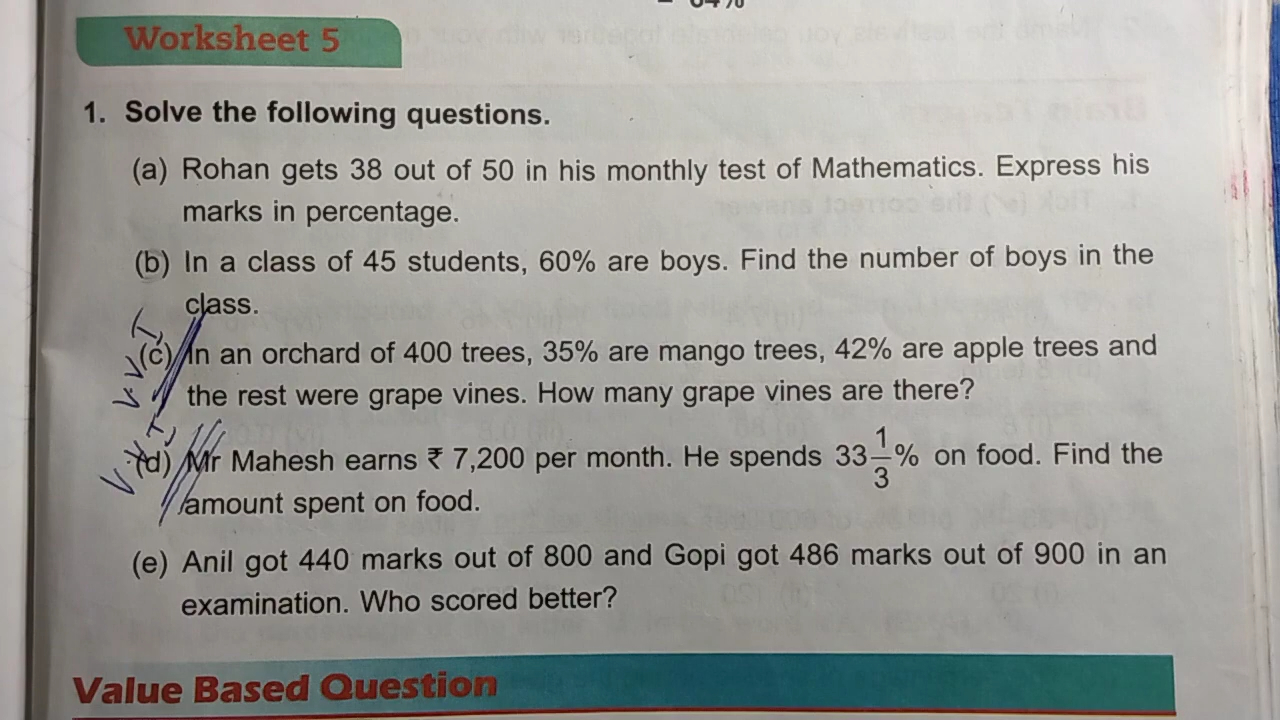 Worksheet 5
1. Solve the following questions.
(a) Rohan gets 38 out of 50 in his monthly test of Mathematics. Express his
marks in percentage.
(b) In a class of 45 students, 60% are boys. Find the number of boys in the
class.
V.V.I
(c) In an orchard of 400 trees, 35% are mango trees, 42% are apple trees and
the rest were grape vines. How many grape vines are there?
V.V.I
(d) Mr Mahesh earns ₹ 7,200 per month. He spends 33 1/3% on food. Find the
amount spent on food.
(e) Anil got 440 marks out of 800 and Gopi got 486 marks out of 900 in an
examination. Who scored better?
Value Based Question